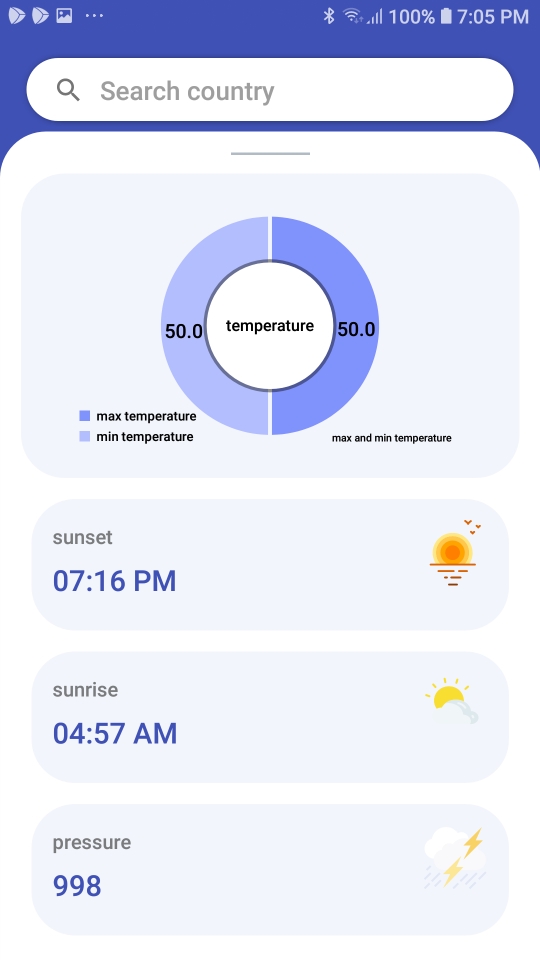 100% 7:05 PM
Search country
temperature
50.0
50.0
max temperature
min temperature
max and min temperature
sunset
07:16 PM
sunrise
04:57 AM
pressure
998